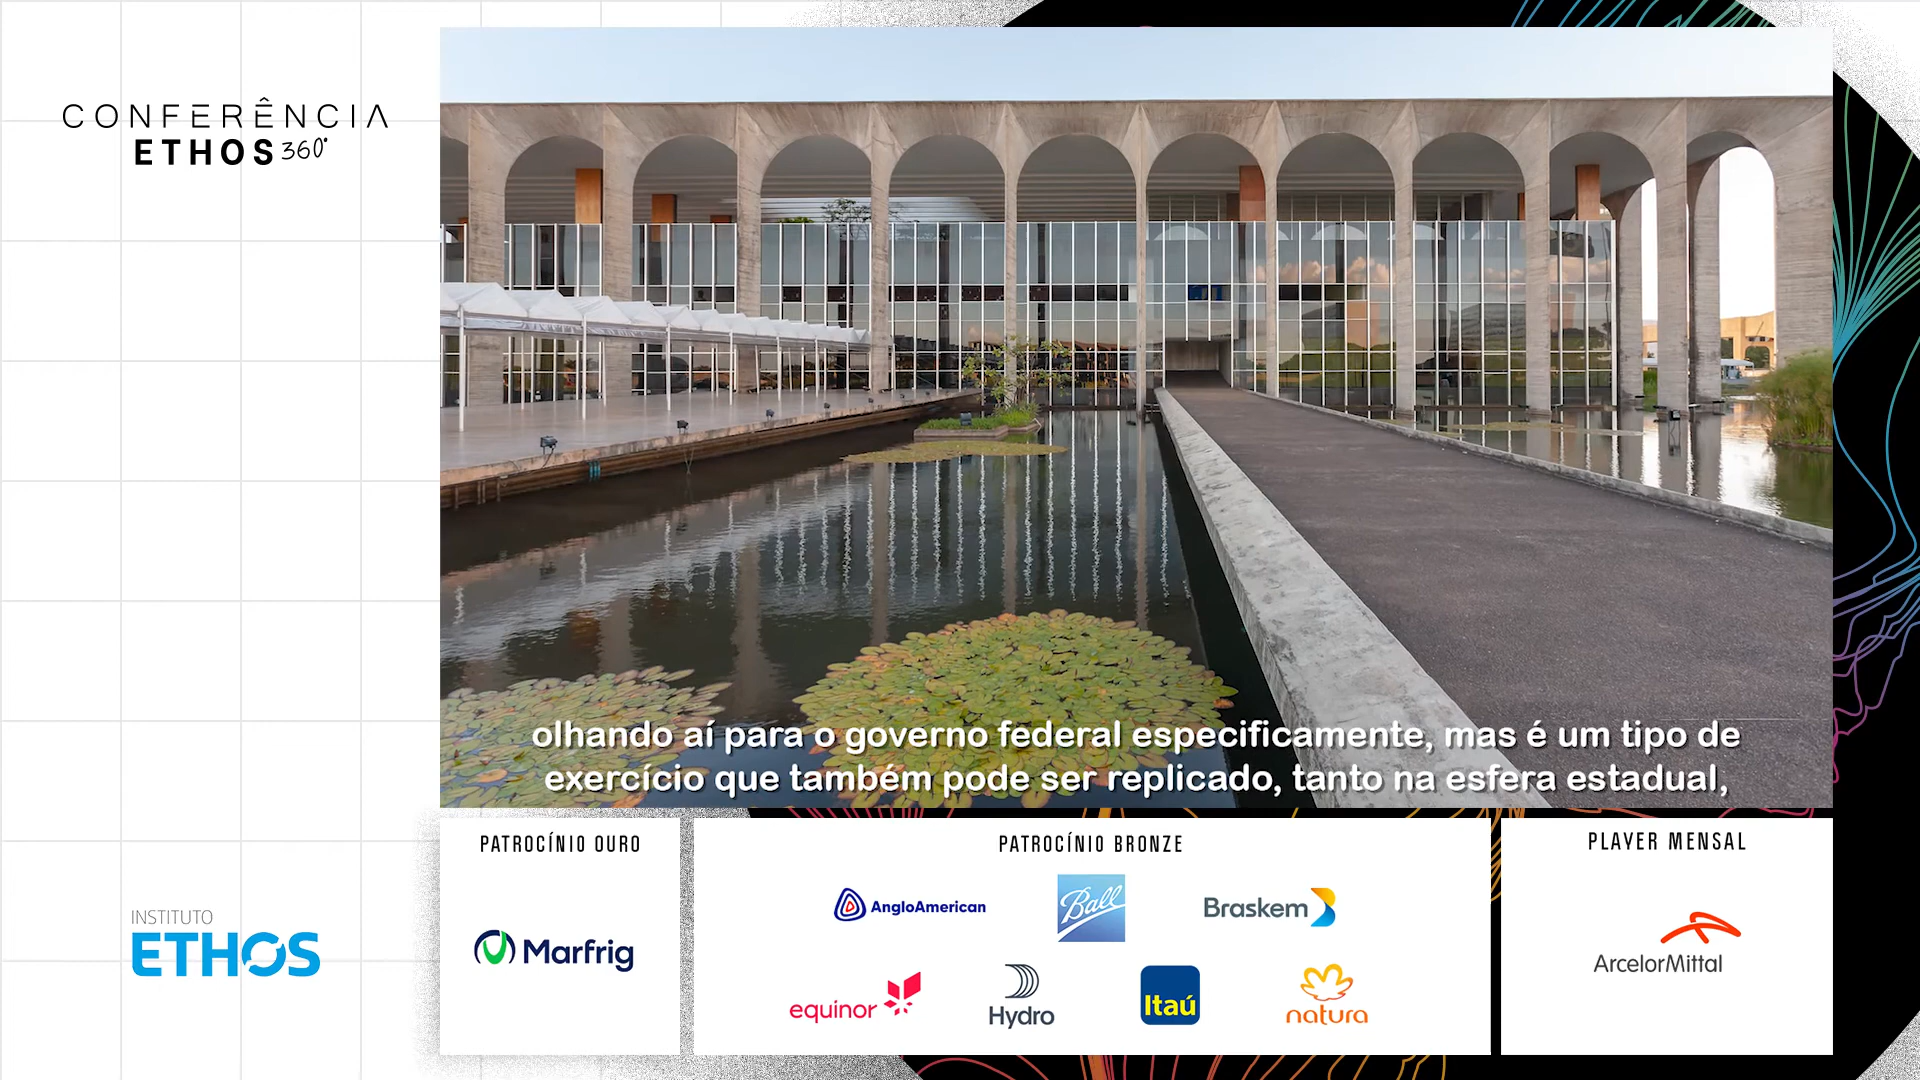 CONFERÊNCIA
ETHOS 360°
olhando aí para o governo federal especificamente, mas é um tipo de
exercício que também pode ser replicado, tanto na esfera estadual,
INSTITUTO
ETHOS
PATROCÍNIO OURO
Marfrig
PATROCÍNIO BRONZE
AngloAmerican
Ball
Braskem
equinor
Hydro
Itaú
natura
PLAYER MENSAL
ArcelorMittal